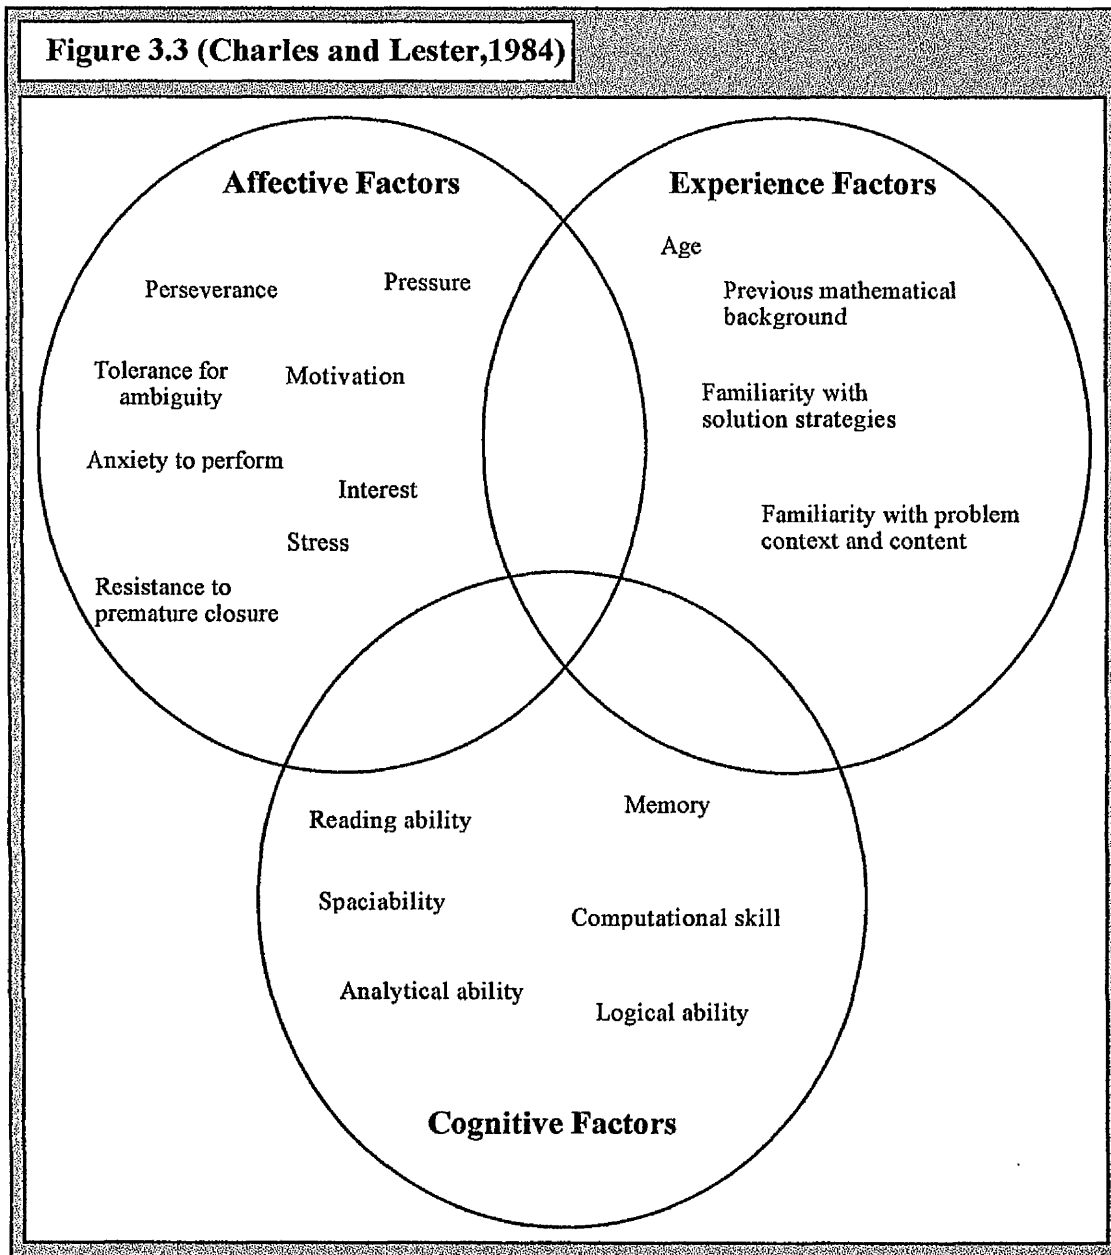 Figure 3.3 (Charles and Lester,1984)
Affective Factors
Perseverance
Pressure
Tolerance for
ambiguity
Motivation
Anxiety to perform
Interest
Stress
Resistance to
premature closure
Experience Factors
Age
Previous mathematical
background
Familiarity with
solution strategies
Familiarity with problem
context and content
Reading ability
Memory
Spaciability
Computational skill
Analytical ability
Logical ability
Cognitive Factors